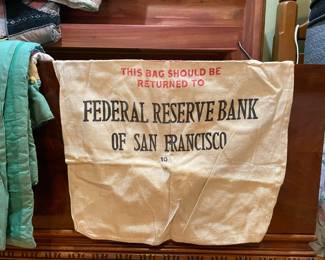 THIS BAG SHOULD BE
RETURNED TO
FEDERAL RESERVE BANK
OF SAN FRANCISCO
10